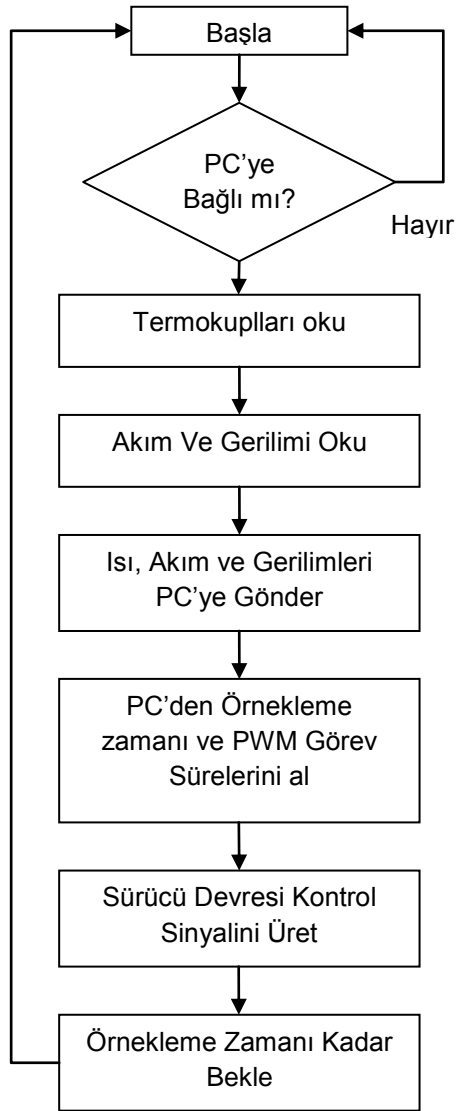 Başla
PC’ye
Bağlı mı?
Hayır
Termokuplları oku
Akım Ve Gerilimi Oku
Isı, Akım ve Gerilimleri
PC’ye Gönder
PC’den Örnekleme
zamanı ve PWM Görev
Sürelerini al
Sürücü Devresi Kontrol
Sinyalini Üret
Örnekleme Zamanı Kadar
Bekle